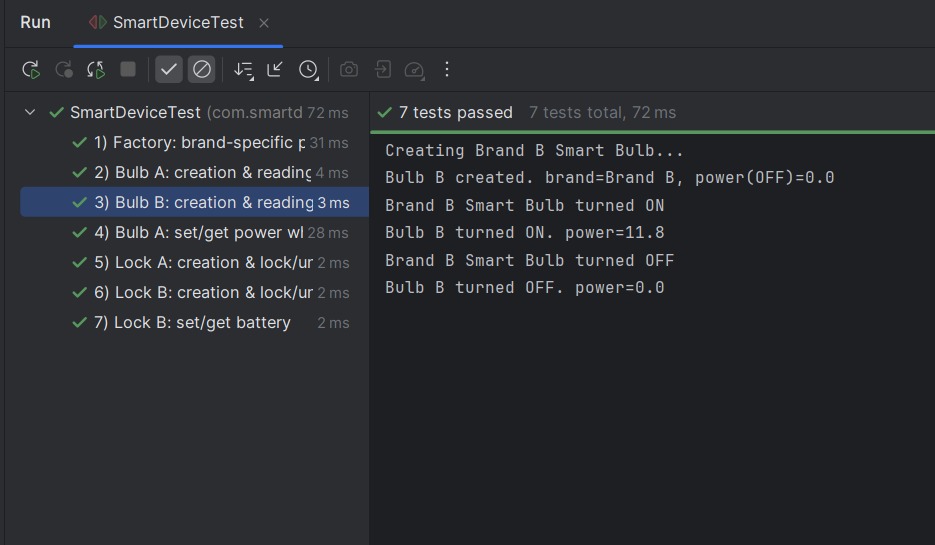 Run SmartDeviceTest
SmartDeviceTest (com.smartd 72 ms
1) Factory: brand-specific p 31 ms
2) Bulb A: creation & reading 4 ms
3) Bulb B: creation & reading 3 ms
4) Bulb A: set/get power wl 28 ms
5) Lock A: creation & lock/ur 2 ms
6) Lock B: creation & lock/ur 2 ms
7) Lock B: set/get battery 2 ms
7 tests passed 7 tests total, 72 ms
Creating Brand B Smart Bulb...
Bulb B created. brand=Brand B, power(OFF)=0.0
Brand B Smart Bulb turned ON
Bulb B turned ON. power=11.8
Brand B Smart Bulb turned OFF
Bulb B turned OFF. power=0.0